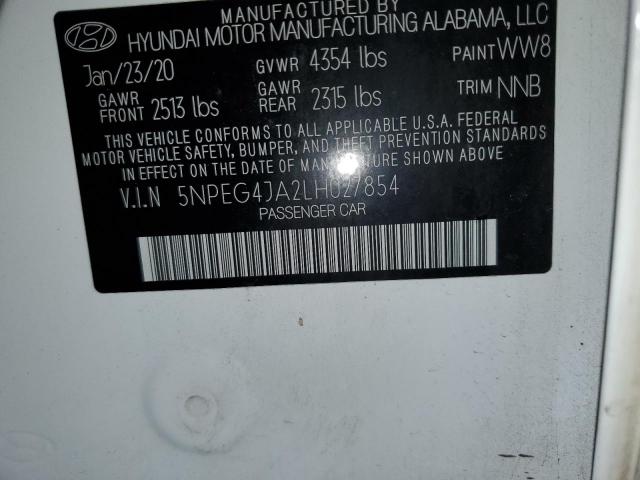 MANUFACTURED BY
HYUNDAI MOTOR MANUFACTURING ALABAMA, LLC
Jan/23/20 GVWR 4354 lbs PAINT WW8
GAWR FRONT 2513 lbs GAWR REAR 2315 lbs TRIM NNB
THIS VEHICLE CONFORMS TO ALL APPLICABLE U.S.A. FEDERAL
MOTOR VEHICLE SAFETY, BUMPER, AND THEFT PREVENTION STANDARDS
IN EFFECT ON THE DATE OF MANUFACTURE SHOWN ABOVE.
V.I.N 5NPEG4JA2LH027854
PASSENGER CAR